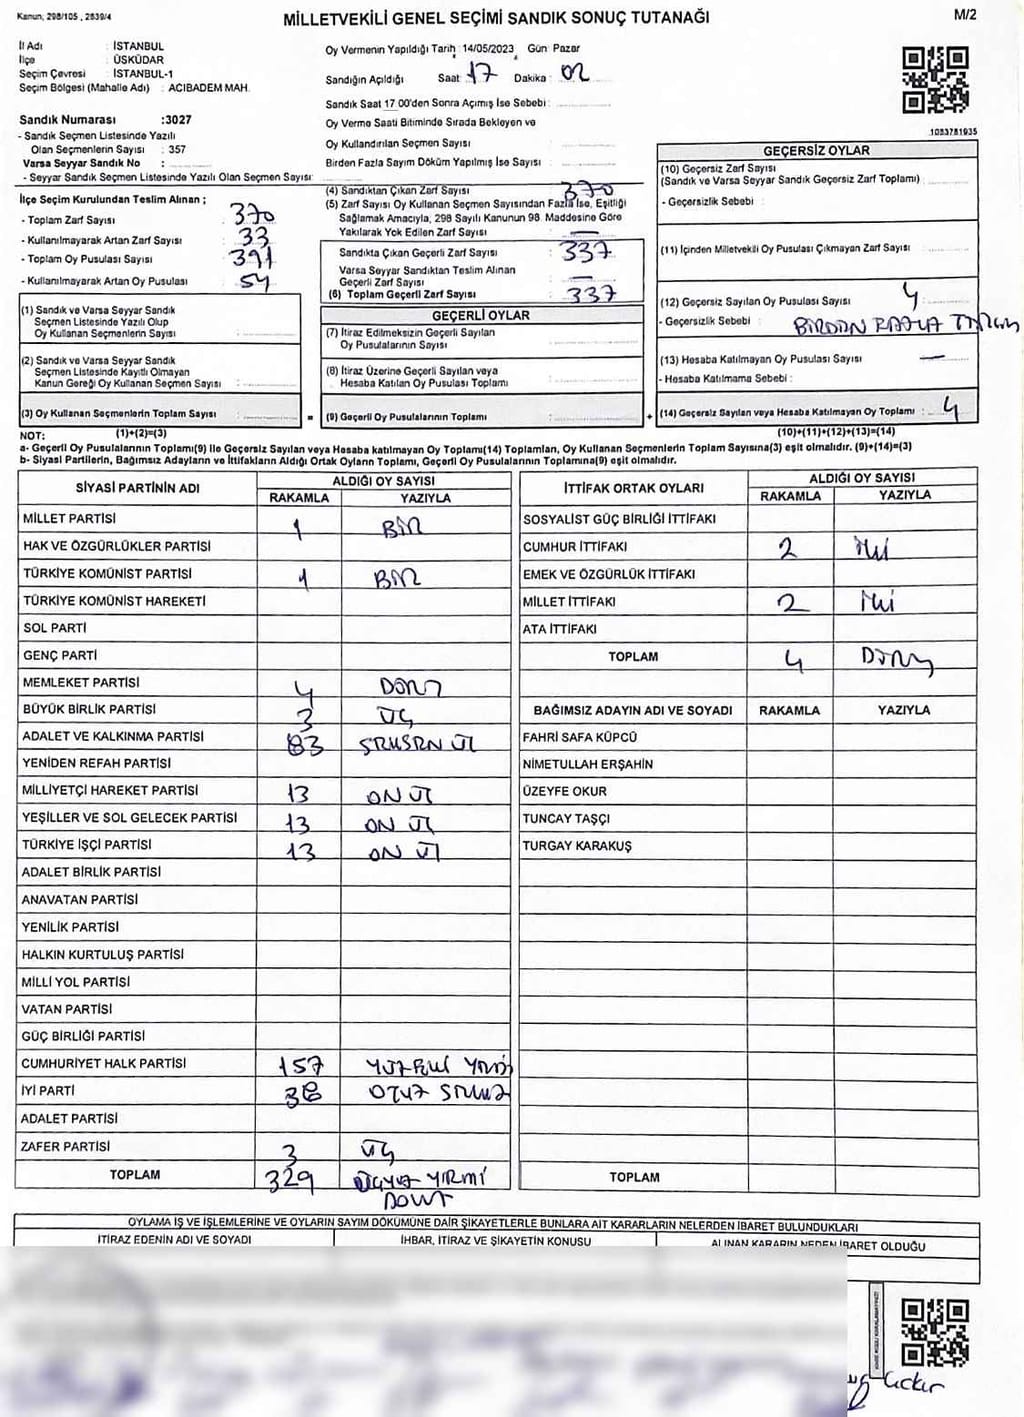 Kanun; 298/105 , 2839/4
MİLLETVEKİLİ GENEL SEÇİMİ SANDIK SONUÇ TUTANAĞI
M/2
İl Adı : İSTANBUL
İlçe : ÜSKÜDAR
Seçim Çevresi : İSTANBUL-1
Seçim Bölgesi (Mahalle Adı) : ACIBADEM MAH.
Sandık Numarası :3027
- Sandık Seçmen Listesinde Yazılı
Olan Seçmenlerin Sayısı : 357
Varsa Seyyar Sandık No :
- Seyyar Sandık Seçmen Listesinde Yazılı Olan Seçmen Sayısı:
Oy Vermenin Yapıldığı Tarih : 14/05/2023 Gün : Pazar
Sandığın Açıldığı Saat : 17 Dakika : 02
Sandık Saat 17 00'den Sonra Açımış İse Sebebi :
Oy Verme Saati Bitiminde Sırada Bekleyen ve
Oy Kullandırılan Seçmen Sayısı :
Birden Fazla Sayım Döküm Yapılmış İse Sayısı :
1083781935
İlçe Seçim Kurulundan Teslim Alınan ;
- Toplam Zarf Sayısı : 370
- Kullanılmayarak Artan Zarf Sayısı : 33
- Toplam Oy Pusulası Sayısı : 391
- Kullanılmayarak Artan Oy Pusulası : 54
(1) Sandık ve Varsa Seyyar Sandık
Seçmen Listesinde Yazılı Olup
Oy Kullanan Seçmenlerin Sayısı :
(2) Sandık ve Varsa Seyyar Sandık
Seçmen Listesinde Kayıtlı Olmayan
Kanun Gereği Oy Kullanan Seçmen Sayısı :
(3) Oy Kullanan Seçmenlerin Toplam Sayısı :
(4) Sandıktan Çıkan Zarf Sayısı : 370
(5) Zarf Sayısı Oy Kullanan Seçmen Sayısından Fazla İse, Eşitliği
Sağlamak Amacıyla, 298 Sayılı Kanunun 98. Maddesine Göre
Yakılarak Yok Edilen Zarf Sayısı : —
Sandıkta Çıkan Geçerli Zarf Sayısı : 337
Varsa Seyyar Sandıktan Teslim Alınan
Geçerli Zarf Sayısı : —
(6) Toplam Geçerli Zarf Sayısı : 337
GEÇERLİ OYLAR
(7) İtiraz Edilmeksizin Geçerli Sayılan
Oy Pusulalarının Sayısı :
(8) İtiraz Üzerine Geçerli Sayılan veya
Hesaba Katılan Oy Pusulası Toplamı :
= (9) Geçerli Oy Pusulalarının Toplamı :
GEÇERSİZ OYLAR
(10) Geçersiz Zarf Sayısı
(Sandık ve Varsa Seyyar Sandık Geçersiz Zarf Toplamı) :
- Geçersizlik Sebebi :
(11) İçinden Milletvekili Oy Pusulası Çıkmayan Zarf Sayısı :
(12) Geçersiz Sayılan Oy Pusulası Sayısı : 4
- Geçersizlik Sebebi : BİRDEN FAZLA
(13) Hesaba Katılmayan Oy Pusulası Sayısı : —
- Hesaba Katılmama Sebebi :
+ (14) Geçersiz Sayılan veya Hesaba Katılmayan Oy Toplamı : 4
NOT: (1)+(2)=(3)
(10)+(11)+(12)+(13)=(14)
a- Geçerli Oy Pusulalarının Toplamı(9) ile Geçersiz Sayılan veya Hesaba katılmayan Oy Toplamı(14) Toplamları, Oy Kullanan Seçmenlerin Toplam Sayısına(3) eşit olmalıdır. (9)+(14)=(3)
b- Siyasi Partilerin, Bağımsız Adayların ve İttifakların Aldığı Ortak Oyların Toplamı, Geçerli Oy Pusulalarının Toplamına(9) eşit olmalıdır.
SİYASİ PARTİNİN ADI ALDIĞI OY SAYISI
RAKAMLA YAZIYLA
MİLLET PARTİSİ 1 BİR
HAK VE ÖZGÜRLÜKLER PARTİSİ
TÜRKİYE KOMÜNİST PARTİSİ 1 BİR
TÜRKİYE KOMÜNİST HAREKETİ
SOL PARTİ
GENÇ PARTİ
MEMLEKET PARTİSİ 4 DÖRT
BÜYÜK BİRLİK PARTİSİ 3 ÜÇ
ADALET VE KALKINMA PARTİSİ 83 SEKSEN ÜÇ
YENİDEN REFAH PARTİSİ
MİLLİYETÇİ HAREKET PARTİSİ 13 ON ÜÇ
YEŞİLLER VE SOL GELECEK PARTİSİ 13 ON ÜÇ
TÜRKİYE İŞÇİ PARTİSİ 13 ON ÜÇ
ADALET BİRLİK PARTİSİ
ANAVATAN PARTİSİ
YENİLİK PARTİSİ
HALKIN KURTULUŞ PARTİSİ
MİLLİ YOL PARTİSİ
VATAN PARTİSİ
GÜÇ BİRLİĞİ PARTİSİ
CUMHURİYET HALK PARTİSİ 157
İYİ PARTİ 38 OTUZ SEKİZ
ADALET PARTİSİ
ZAFER PARTİSİ 3 ÜÇ
TOPLAM 329 ÜÇYÜZ YİRMİ
DOKUZ
İTTİFAK ORTAK OYLARI ALDIĞI OY SAYISI
RAKAMLA YAZIYLA
SOSYALİST GÜÇ BİRLİĞİ İTTİFAKI
CUMHUR İTTİFAKI 2 İKİ
EMEK VE ÖZGÜRLÜK İTTİFAKI
MİLLET İTTİFAKI 2 İKİ
ATA İTTİFAKI
TOPLAM 4 DÖRT
BAĞIMSIZ ADAYIN ADI VE SOYADI RAKAMLA YAZIYLA
FAHRİ SAFA KÜPCÜ
NİMETULLAH ERŞAHİN
ÜZEYFE OKUR
TUNCAY TAŞÇI
TURGAY KARAKUŞ
TOPLAM
OYLAMA İŞ VE İŞLEMLERİNE VE OYLARIN SAYIM DÖKÜMÜNE DAİR ŞİKAYETLERLE BUNLARA AİT KARARLARIN NELERDEN İBARET BULUNDUKLARI
İTİRAZ EDENİN ADI VE SOYADI İHBAR, İTİRAZ VE ŞİKAYETİN KONUSU ALINAN KARARIN NEDEN İBARET OLDUĞU